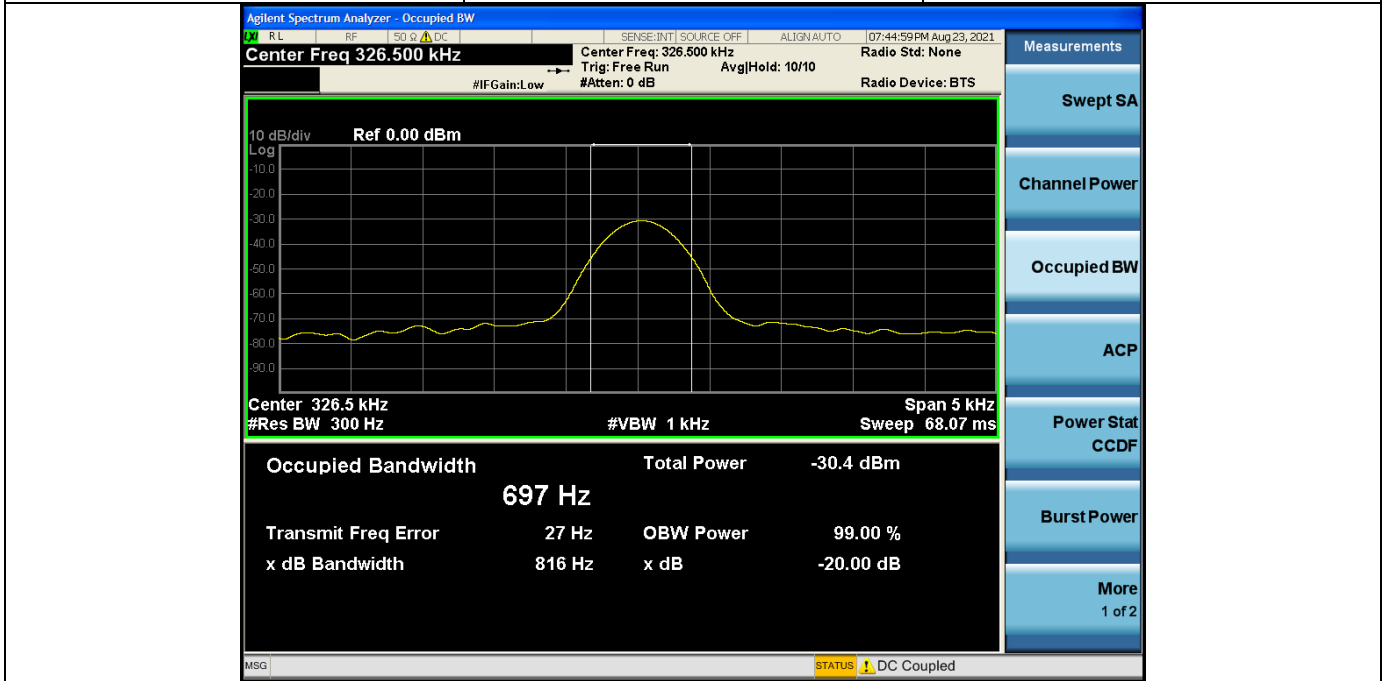 Agilent Spectrum Analyzer - Occupied BW
LXI RL RF 50 Ω ⚠ DC SENSE:INT SOURCE OFF ALIGN AUTO 07:44:59 PM Aug 23, 2021
Center Freq 326.500 kHz
Center Freq: 326.500 kHz Radio Std: None
Trig: Free Run Avg|Hold: 10/10
#IFGain:Low #Atten: 0 dB Radio Device: BTS
10 dB/div Ref 0.00 dBm
Log
-10.0
-20.0
-30.0
-40.0
-50.0
-60.0
-70.0
-80.0
-90.0
Center 326.5 kHz Span 5 kHz
#Res BW 300 Hz #VBW 1 kHz Sweep 68.07 ms
Occupied Bandwidth Total Power -30.4 dBm
697 Hz
Transmit Freq Error 27 Hz OBW Power 99.00 %
x dB Bandwidth 816 Hz x dB -20.00 dB
Measurements
Swept SA
Channel Power
Occupied BW
ACP
Power Stat
CCDF
Burst Power
More
1 of 2
MSG STATUS ⚠ DC Coupled